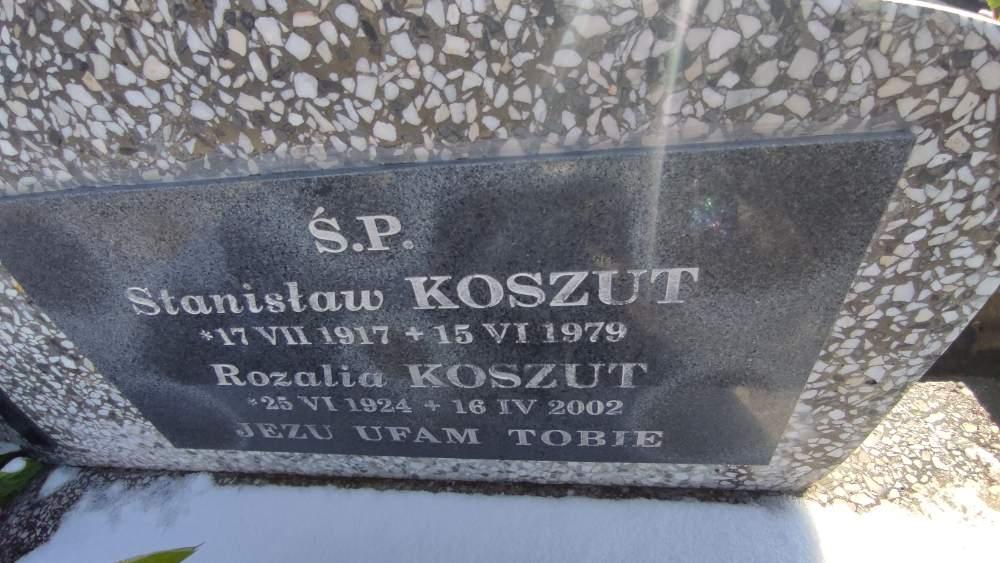 Ś.P.
Stanisław KOSZUT
*17 VII 1917 + 15 VI 1979
Rozalia KOSZUT
*25 VI 1924 + 16 IV 2002
JEZU UFAM TOBIE